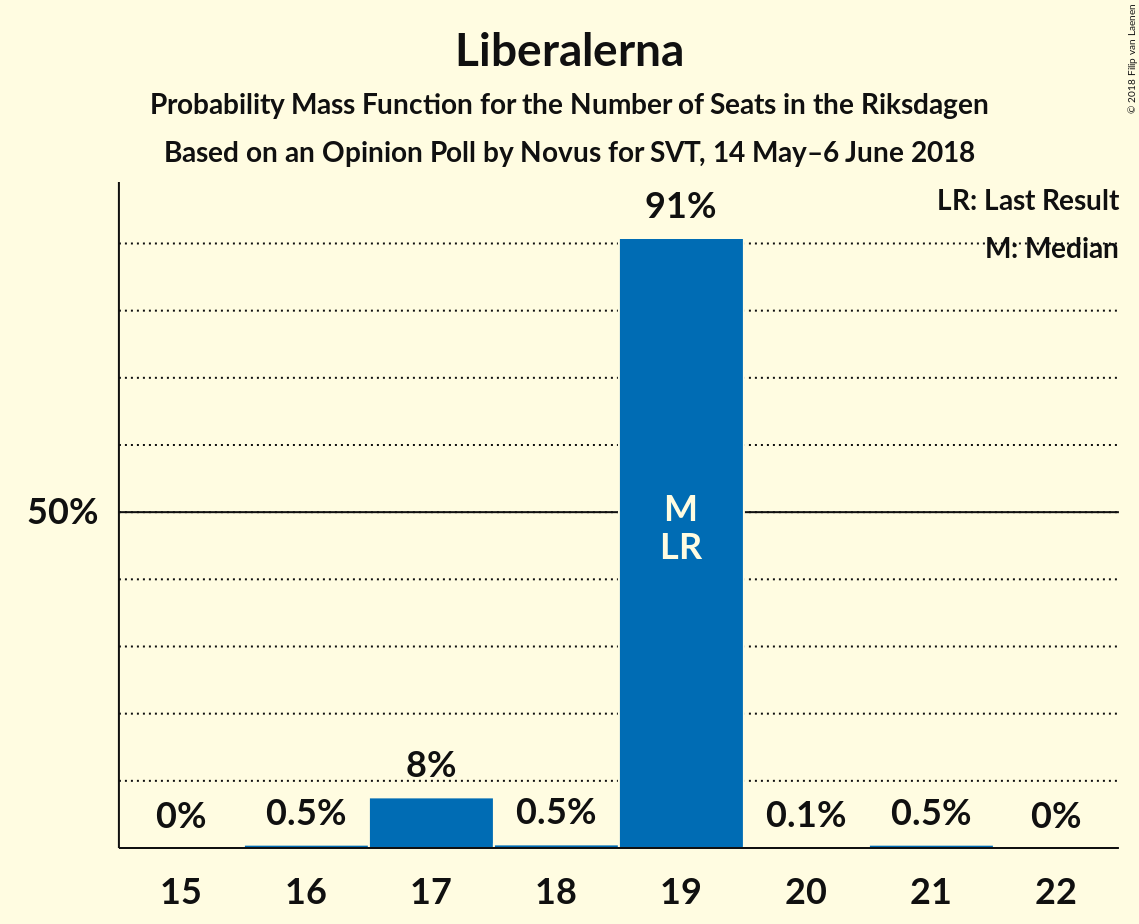 Liberalerna
Probability Mass Function for the Number of Seats in the Riksdagen
Based on an Opinion Poll by Novus for SVT, 14 May–6 June 2018
© 2018 Filip van Laenen
LR: Last Result
M: Median
50%
0%
0.5%
8%
0.5%
91%
M
LR
0.1%
0.5%
0%
15 16 17 18 19 20 21 22